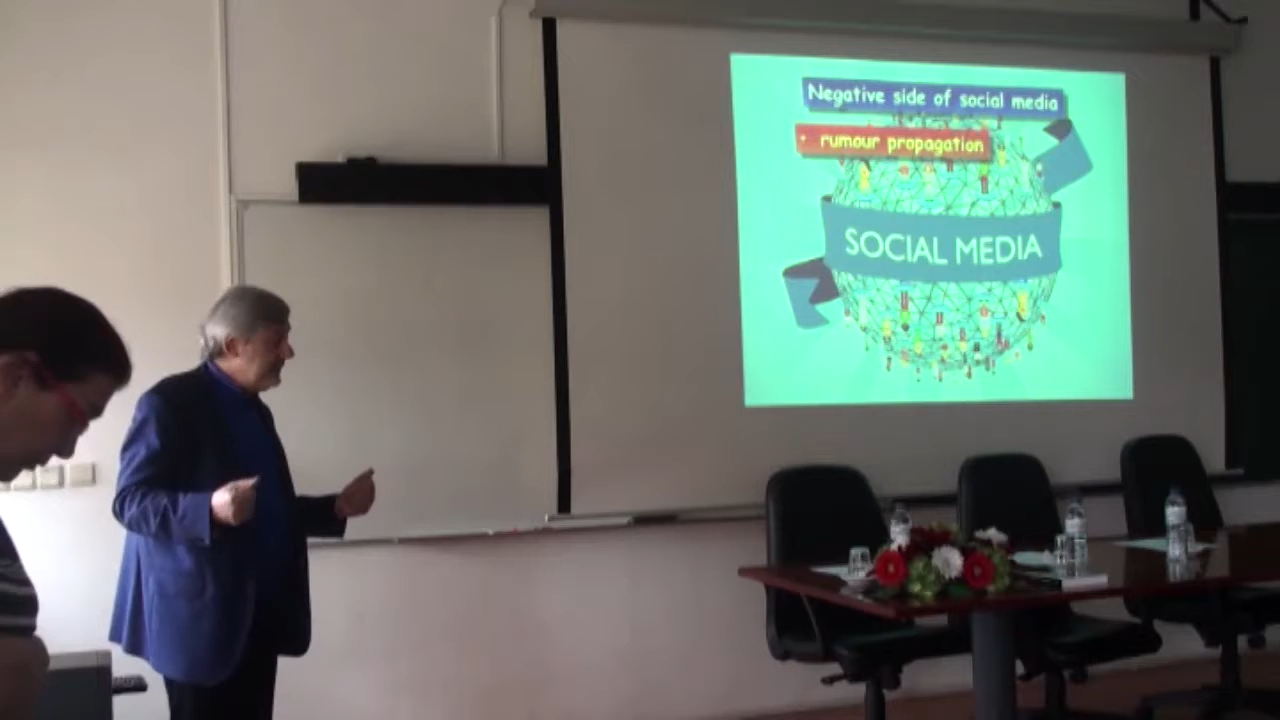 Negative side of social media
• rumour propagation
SOCIAL MEDIA